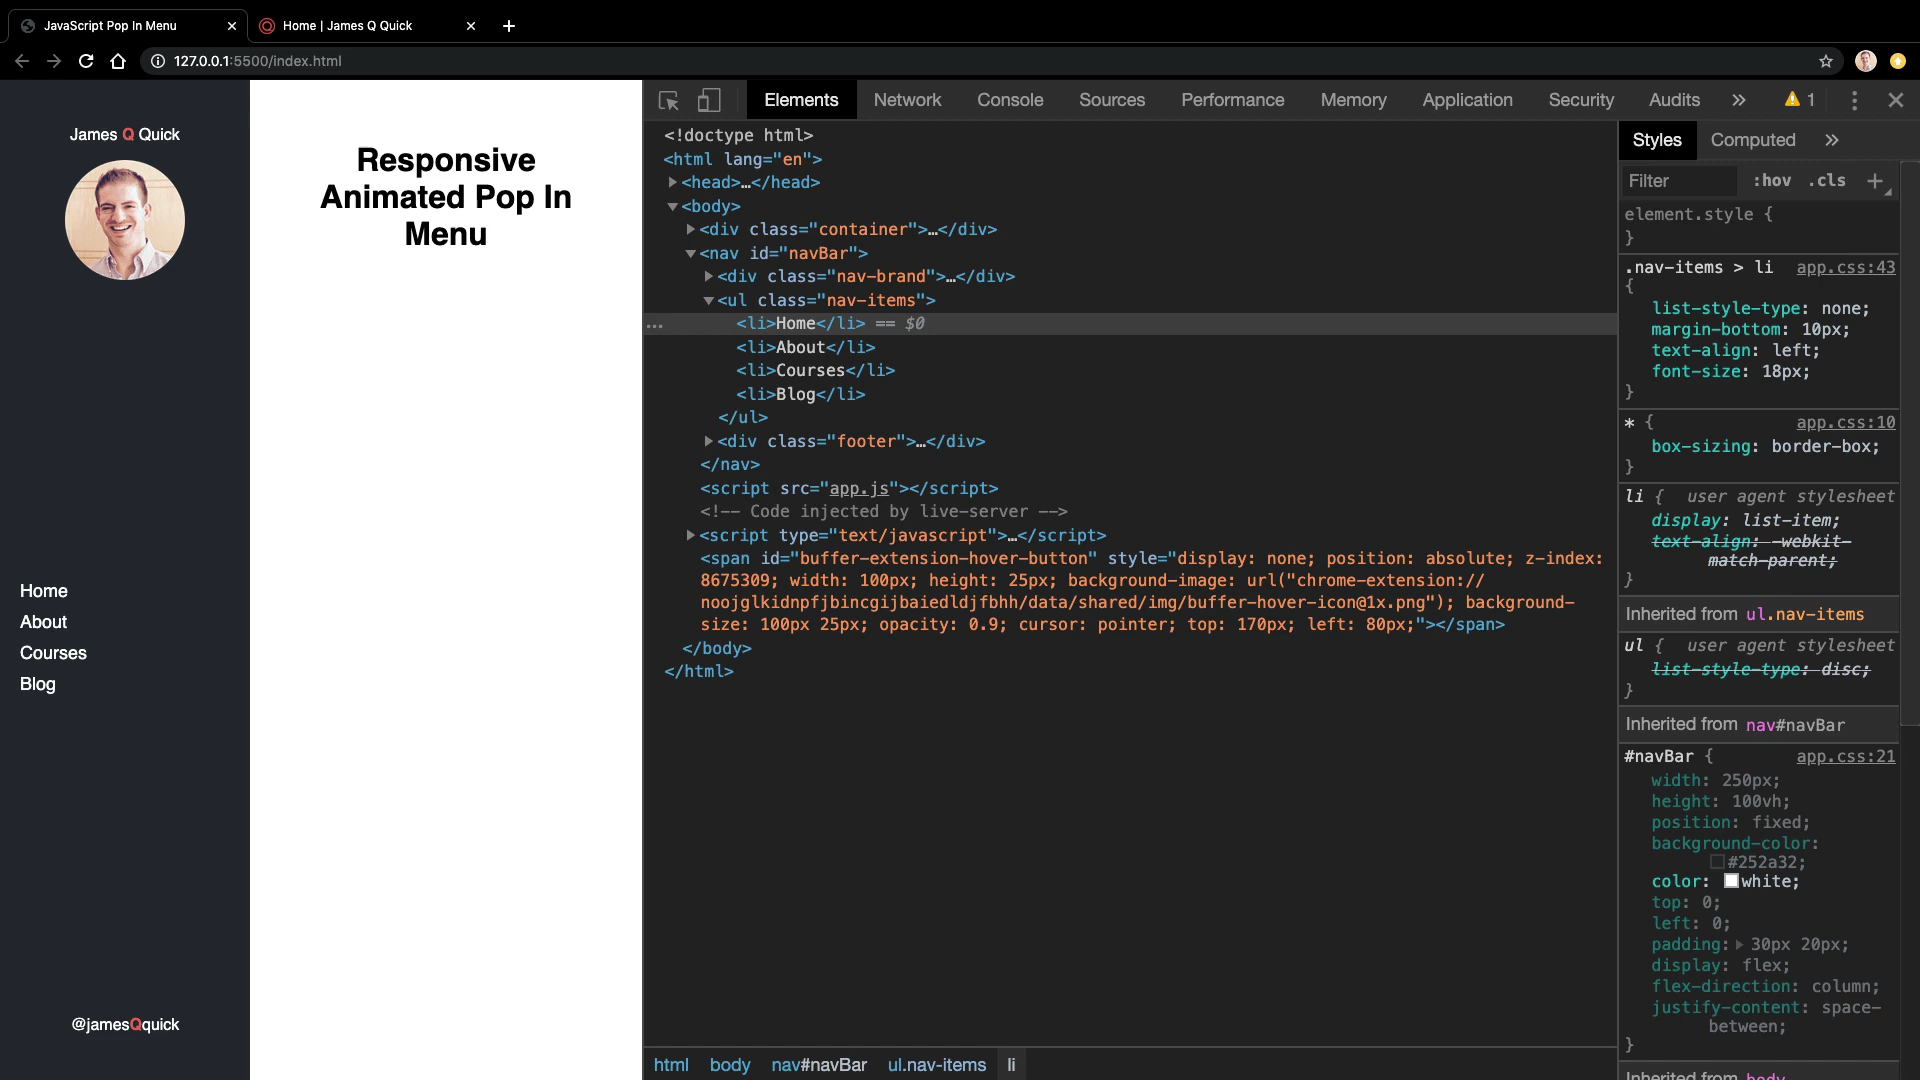 JavaScript Pop In Menu
Home | James Q Quick
127.0.0.1:5500/index.html
James Q Quick
Home
About
Courses
Blog
@jamesQquick
Responsive
Animated Pop In
Menu
Elements Network Console Sources Performance Memory Application Security Audits » 1
<!doctype html>
<html lang="en">
<head>…</head>
<body>
<div class="container">…</div>
<nav id="navBar">
<div class="nav-brand">…</div>
<ul class="nav-items">
… <li>Home</li> == $0
<li>About</li>
<li>Courses</li>
<li>Blog</li>
</ul>
<div class="footer">…</div>
</nav>
<script src="app.js"></script>
<!-- Code injected by live-server -->
<script type="text/javascript">…</script>
<span id="buffer-extension-hover-button" style="display: none; position: absolute; z-index:
8675309; width: 100px; height: 25px; background-image: url("chrome-extension://
noojglkidnpfjbincgijbaiedldjfbhh/data/shared/img/buffer-hover-icon@1x.png"); background-
size: 100px 25px; opacity: 0.9; cursor: pointer; top: 170px; left: 80px;"></span>
</body>
</html>
html body nav#navBar ul.nav-items li
Styles Computed »
Filter :hov .cls +
element.style {
}
.nav-items > li app.css:43
{
list-style-type: none;
margin-bottom: 10px;
text-align: left;
font-size: 18px;
}
* { app.css:10
box-sizing: border-box;
}
li { user agent stylesheet
display: list-item;
text-align: -webkit-
match-parent;
}
Inherited from ul.nav-items
ul { user agent stylesheet
list-style-type: disc;
}
Inherited from nav#navBar
#navBar { app.css:21
width: 250px;
height: 100vh;
position: fixed;
background-color:
#252a32;
color: white;
top: 0;
left: 0;
padding: 30px 20px;
display: flex;
flex-direction: column;
justify-content: space-
between;
}
Inherited from body